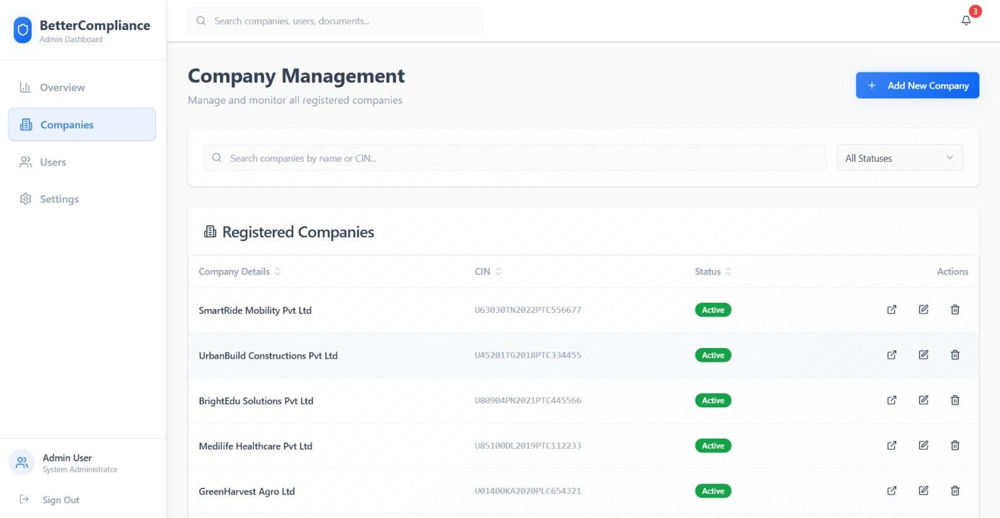 BetterCompliance
Admin Dashboard
Search companies, users, documents...
3
Overview
Companies
Users
Settings
Admin User
System Administrator
Sign Out
Company Management
Manage and monitor all registered companies
Add New Company
Search companies by name or CIN...
All Statuses
Registered Companies
Company Details CIN Status Actions
SmartRide Mobility Pvt Ltd U63030TN2022PTC556677 Active
UrbanBuild Constructions Pvt Ltd U45201TG2018PTC334455 Active
BrightEdu Solutions Pvt Ltd U80904PN2021PTC445566 Active
Medilife Healthcare Pvt Ltd U85100DL2019PTC112233 Active
GreenHarvest Agro Ltd U01400KA2020PLC654321 Active